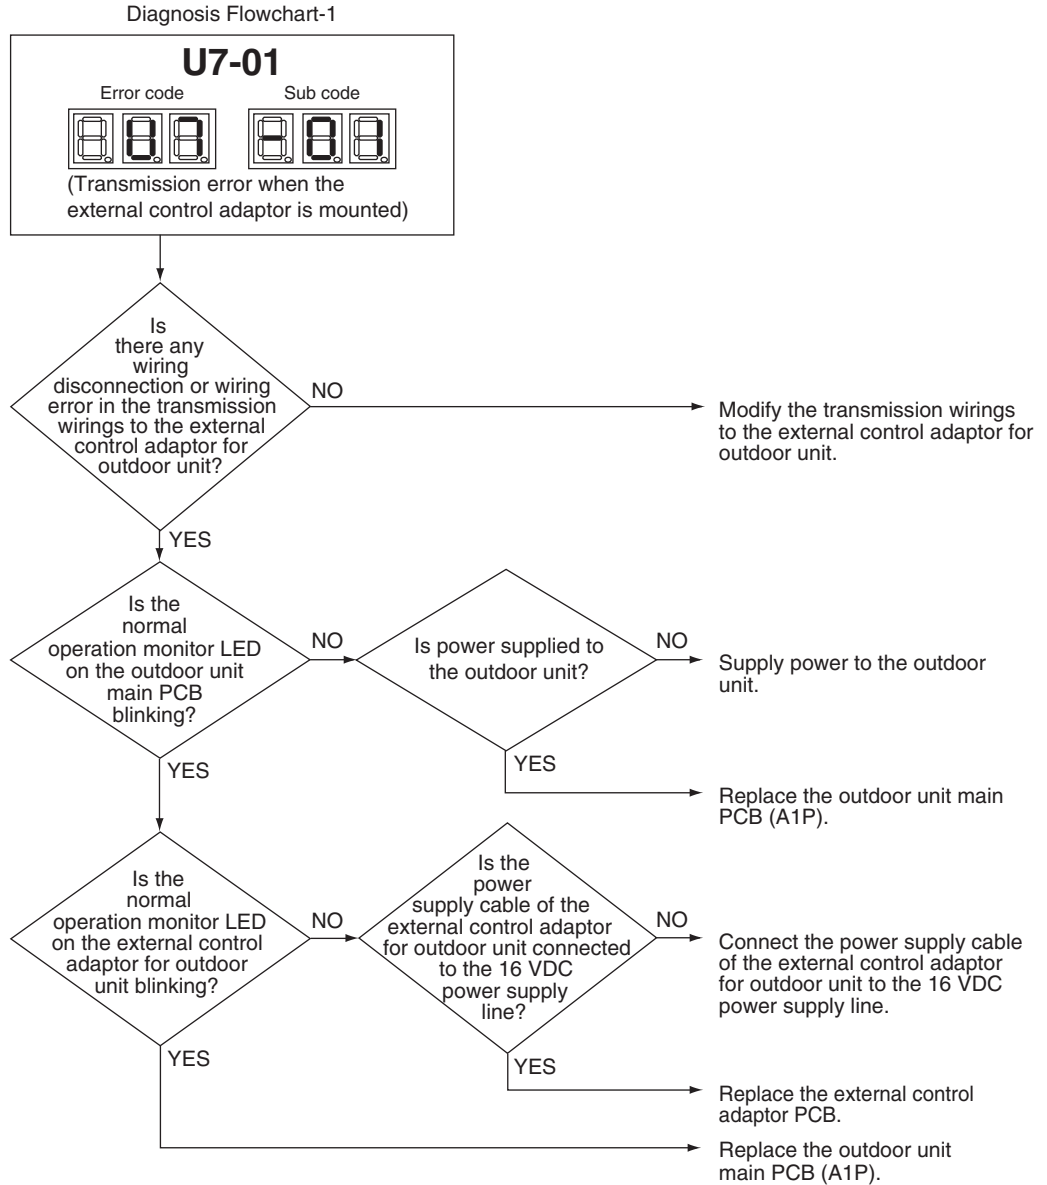 Diagnosis Flowchart-1
U7-01
Error code
Sub code
U7
-01
(Transmission error when the
external control adaptor is mounted)
Is
there any
wiring
disconnection or wiring
error in the transmission
wirings to the external
control adaptor for
outdoor unit?
NO
Modify the transmission wirings
to the external control adaptor for
outdoor unit.
YES
Is the
normal
operation monitor LED
on the outdoor unit
main PCB
blinking?
NO
Is power supplied to
the outdoor unit?
NO
Supply power to the outdoor
unit.
YES
Replace the outdoor unit main
PCB (A1P).
YES
Is the
normal
operation monitor LED
on the external control
adaptor for outdoor
unit blinking?
NO
Is the
power
supply cable of the
external control adaptor
for outdoor unit connected
to the 16 VDC
power supply
line?
NO
Connect the power supply cable
of the external control adaptor
for outdoor unit to the 16 VDC
power supply line.
YES
Replace the external control
adaptor PCB.
YES
Replace the outdoor unit
main PCB (A1P).